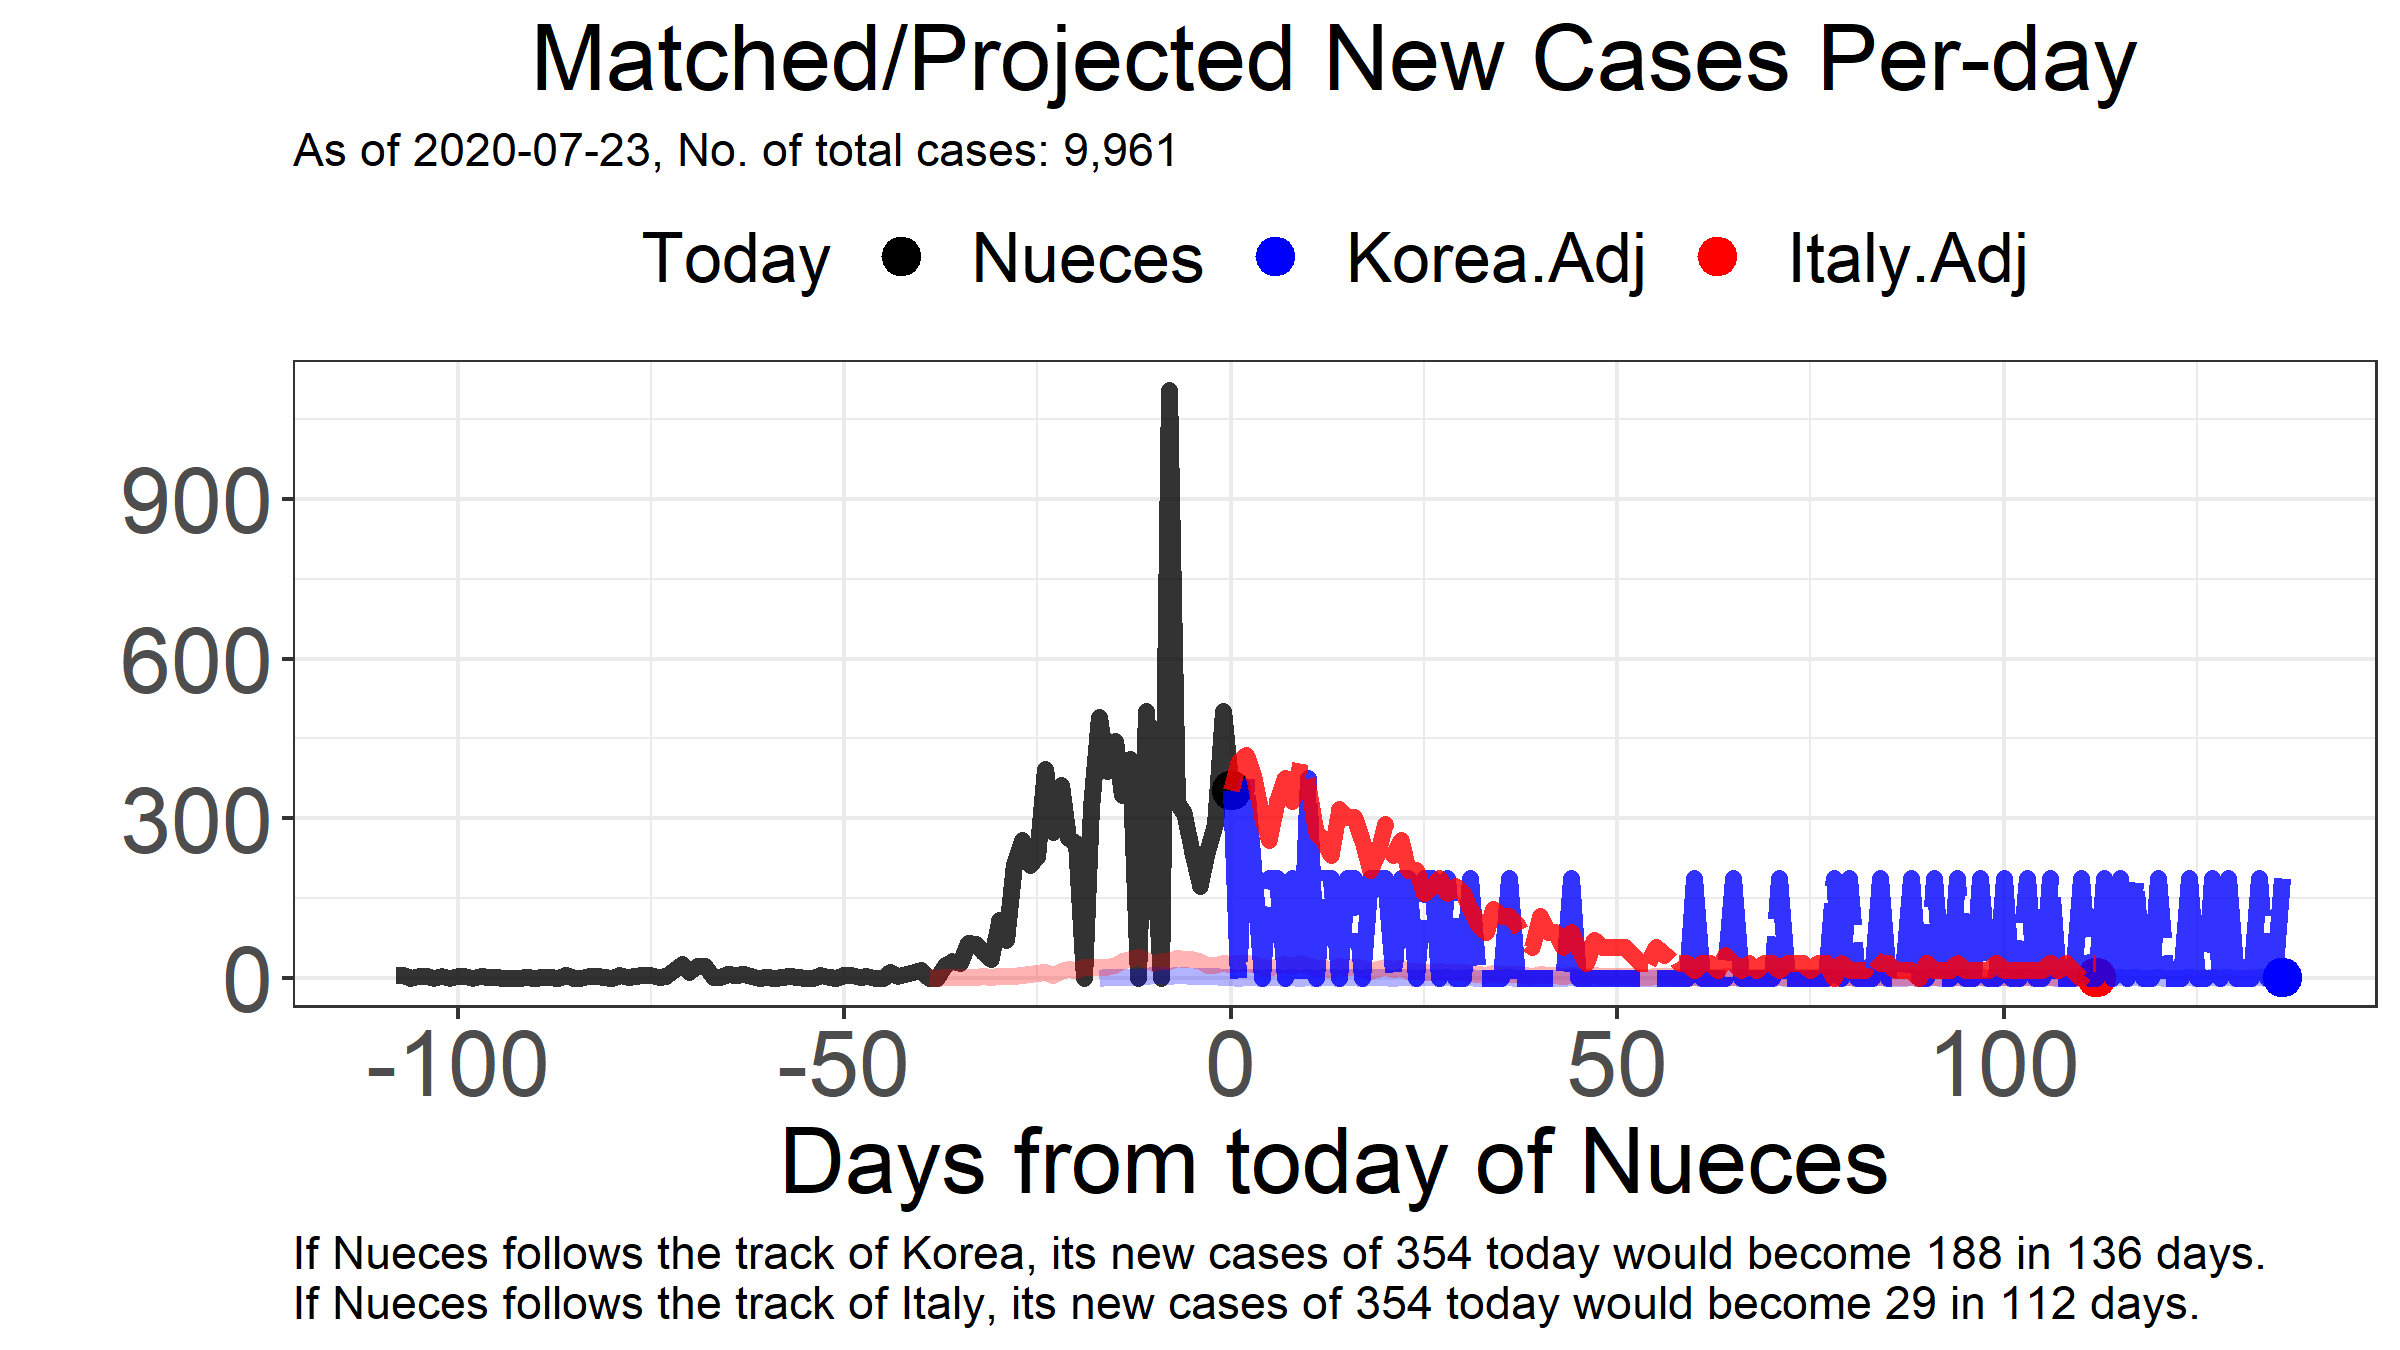 Matched/Projected New Cases Per-day
As of 2020-07-23, No. of total cases: 9,961
Today Nueces Korea.Adj Italy.Adj
900
600
300
0
-100 -50 0 50 100
Days from today of Nueces
If Nueces follows the track of Korea, its new cases of 354 today would become 188 in 136 days.
If Nueces follows the track of Italy, its new cases of 354 today would become 29 in 112 days.